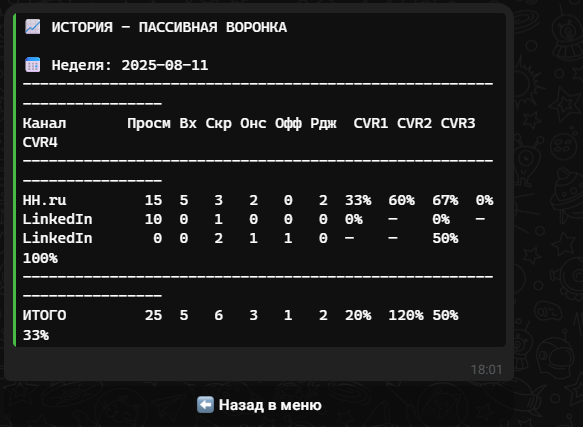 📈 ИСТОРИЯ — ПАССИВНАЯ ВОРОНКА
📅 Неделя: 2025-08-11
——————————————————————————————————————————————————————
————————————————
Канал Просм Вх Скр Онс Офф Рдж CVR1 CVR2 CVR3
CVR4
——————————————————————————————————————————————————————
————————————————
HH.ru 15 5 3 2 0 2 33% 60% 67% 0%
LinkedIn 10 0 1 0 0 0 0% — 0% —
LinkedIn 0 0 2 1 1 0 — — 50%
100%
——————————————————————————————————————————————————————
————————————————
ИТОГО 25 5 6 3 1 2 20% 120% 50%
33%
18:01
⬅️ Назад в меню